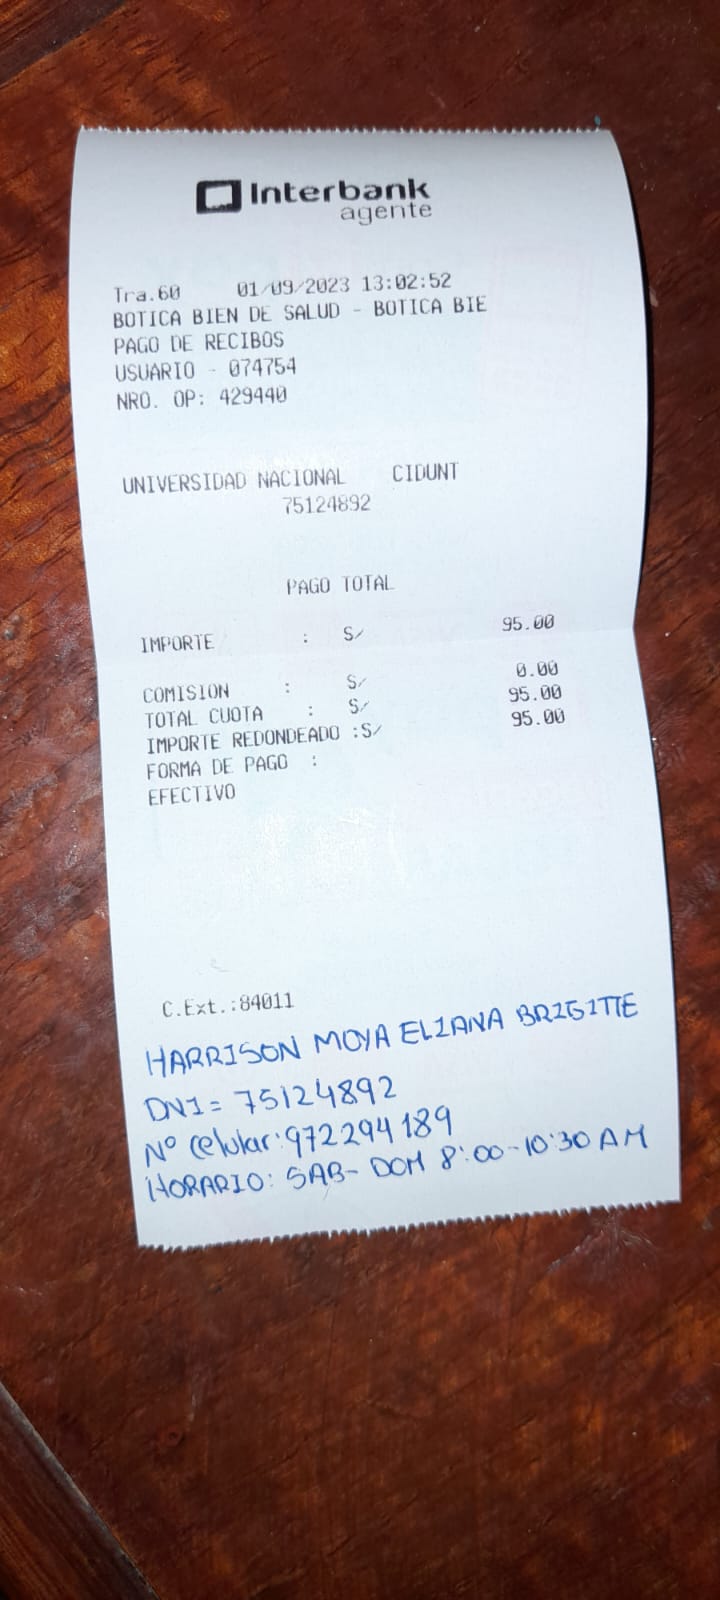 Interbank
agente
Tra.60 01/09/2023 13:02:52
BOTICA BIEN DE SALUD - BOTICA BIE
PAGO DE RECIBOS
USUARIO - 074754
NRO. OP: 429440
UNIVERSIDAD NACIONAL CIDUNT
75124892
PAGO TOTAL
IMPORTE : S/ 95.00
COMISION : S/ 0.00
TOTAL CUOTA : S/ 95.00
IMPORTE REDONDEADO :S/ 95.00
FORMA DE PAGO :
EFECTIVO
C.Ext.:84011
HARRISON MOYA ELIANA BRIGITTE
DNI = 75124892
Nº Celular: 972294189
HORARIO: SAB- DOM 8:00-10:30 AM